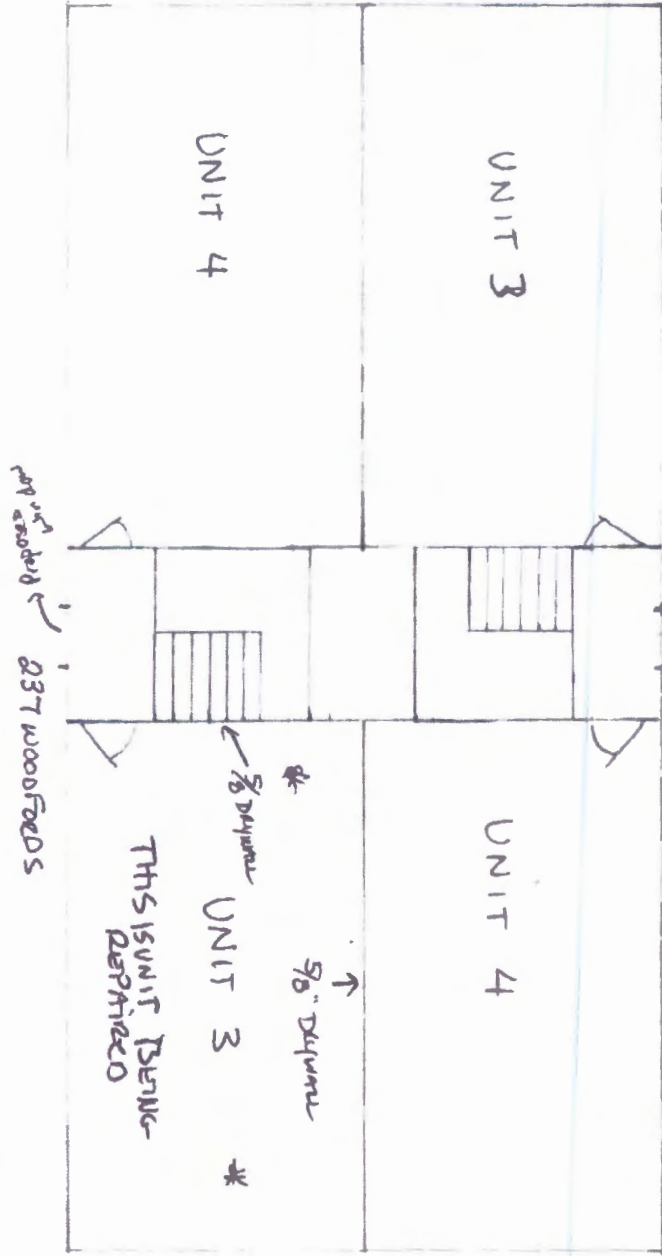 UNIT 4
UNIT 3
237 WOODFORDS
5/8 DRYWALL
5/8" DRYWALL
UNIT 3
THIS IS UNIT BEING
REPAIRED
UNIT 4